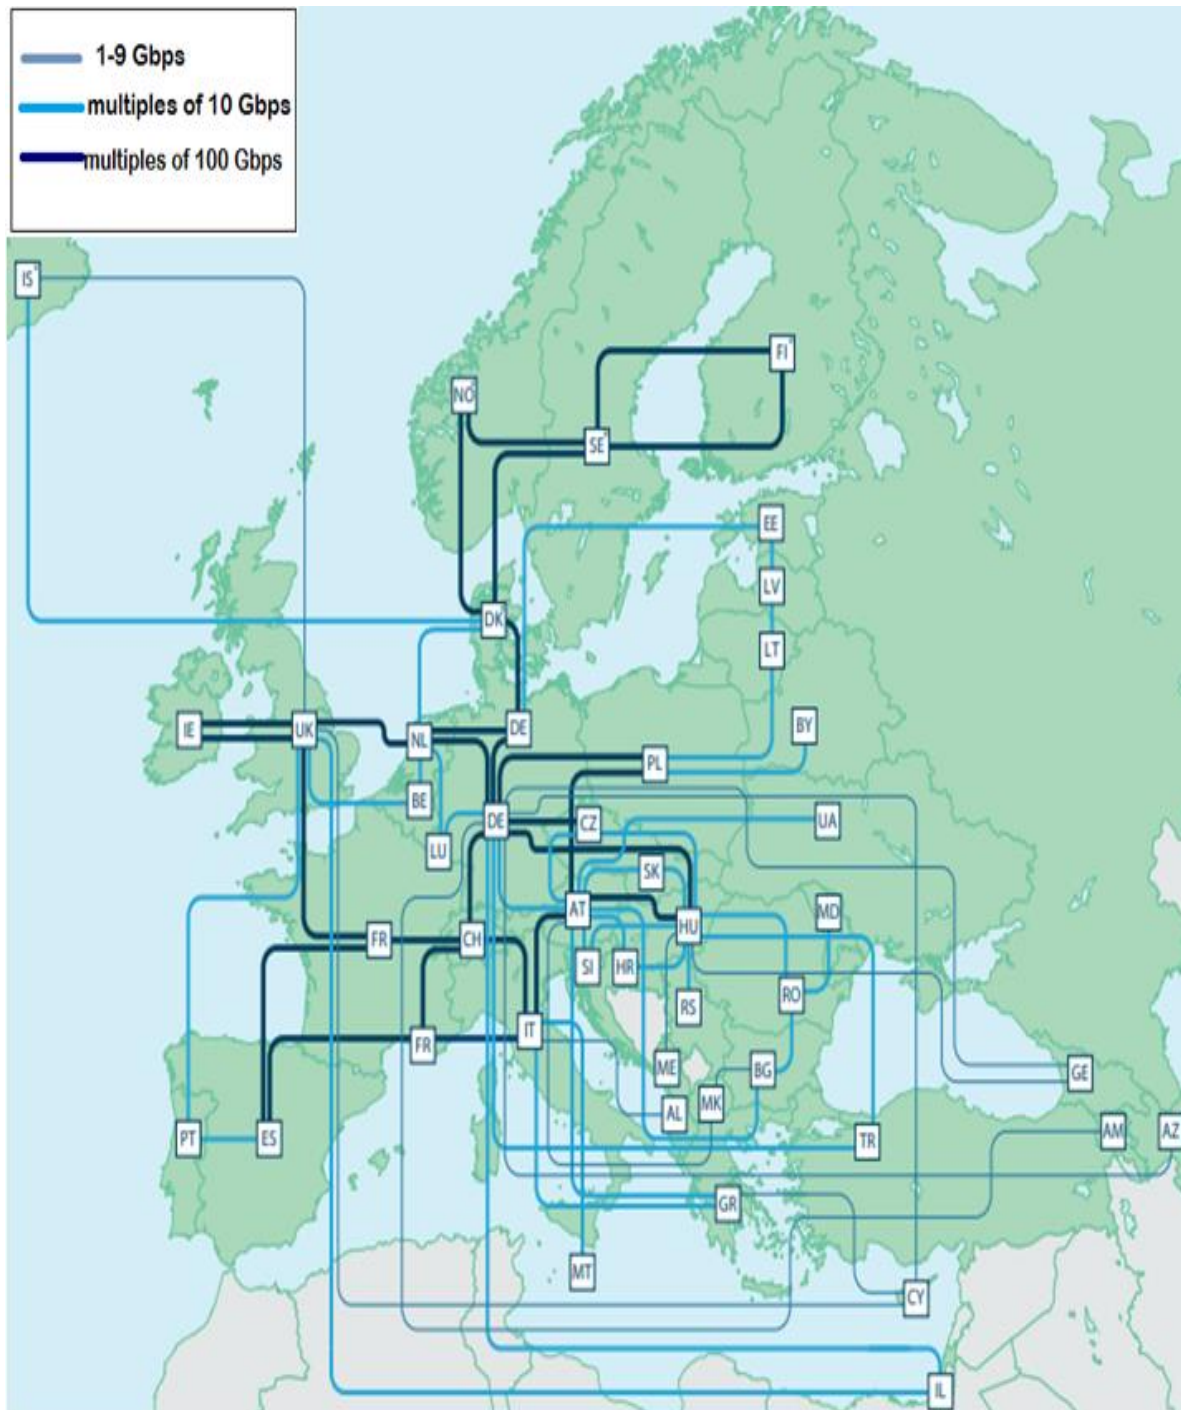 1-9 Gbps
multiples of 10 Gbps
multiples of 100 Gbps
IS
FI
NO
SE
EE
LV
DK
LT
IE
UK
NL
DE
BY
PL
BE
DE
CZ
UA
LU
SK
AT
MD
FR
CH
HU
SI
HR
RO
RS
IT
FR
ME
BG
GE
MK
AL
PT
ES
TR
AM
AZ
GR
MT
CY
IL